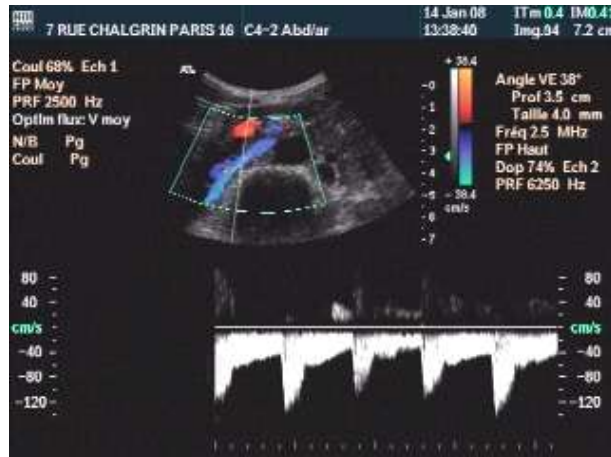 14 Jan 08 ITm 0.4 IM0.4
7 RUE CHALGRIN PARIS 16 C4-2 Abd/ar 13:38:40 Img.94 7.2 cm
Coul 68% Ech 1
FP Moy
PRF 2500 Hz
Optim flux: V moy
N/B Pg
Coul Pg
+ 38.4
- 38.4
cm/s
-0
-1
-2
-3
-4
-5
-6
-7
Angle VE 38°
Prof 3.5 cm
Taille 4.0 mm
Fréq 2.5 MHz
FP Haut
Dop 74% Ech 2
PRF 6250 Hz
80 - - 80
40 - - 40
cm/s cm/s
-40 - - -40
-80 - - -80
-120 - - -120